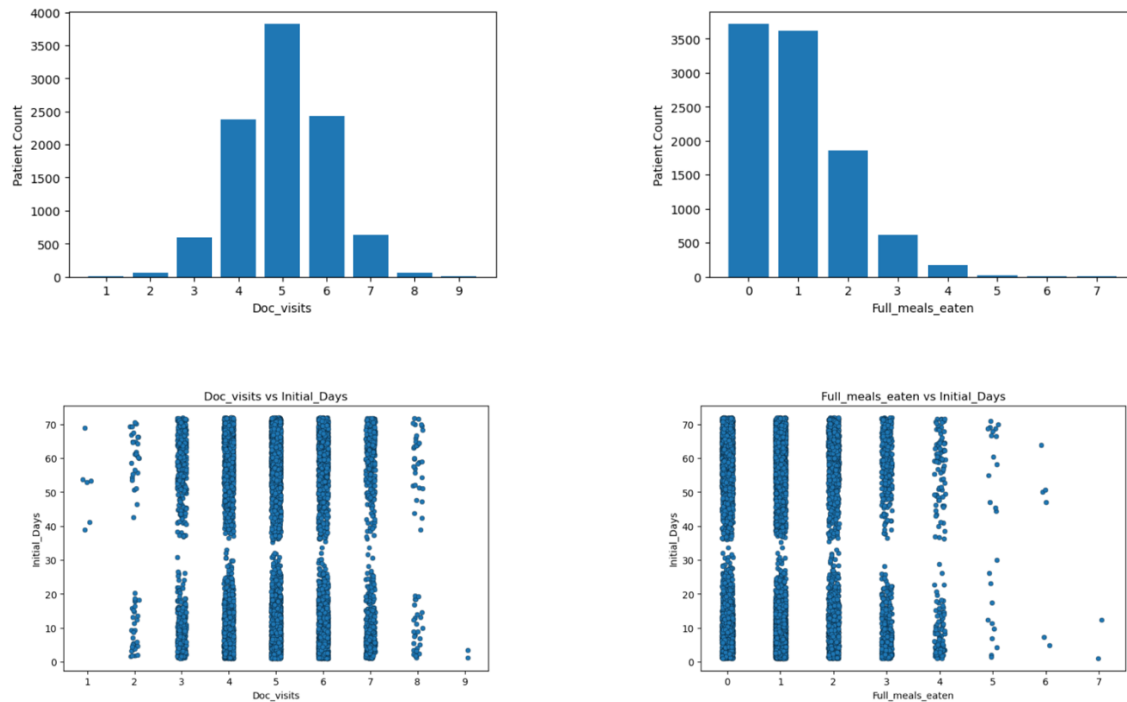 4000
3500
3000
2500
2000
1500
1000
500
0
Patient Count
1 2 3 4 5 6 7 8 9
Doc_visits
3500
3000
2500
2000
1500
1000
500
0
Patient Count
0 1 2 3 4 5 6 7
Full_meals_eaten
Doc_visits vs Initial_Days
70
60
50
40
30
20
10
0
Initial_Days
1 2 3 4 5 6 7 8 9
Doc_visits
Full_meals_eaten vs Initial_Days
70
60
50
40
30
20
10
0
Initial_Days
0 1 2 3 4 5 6 7
Full_meals_eaten